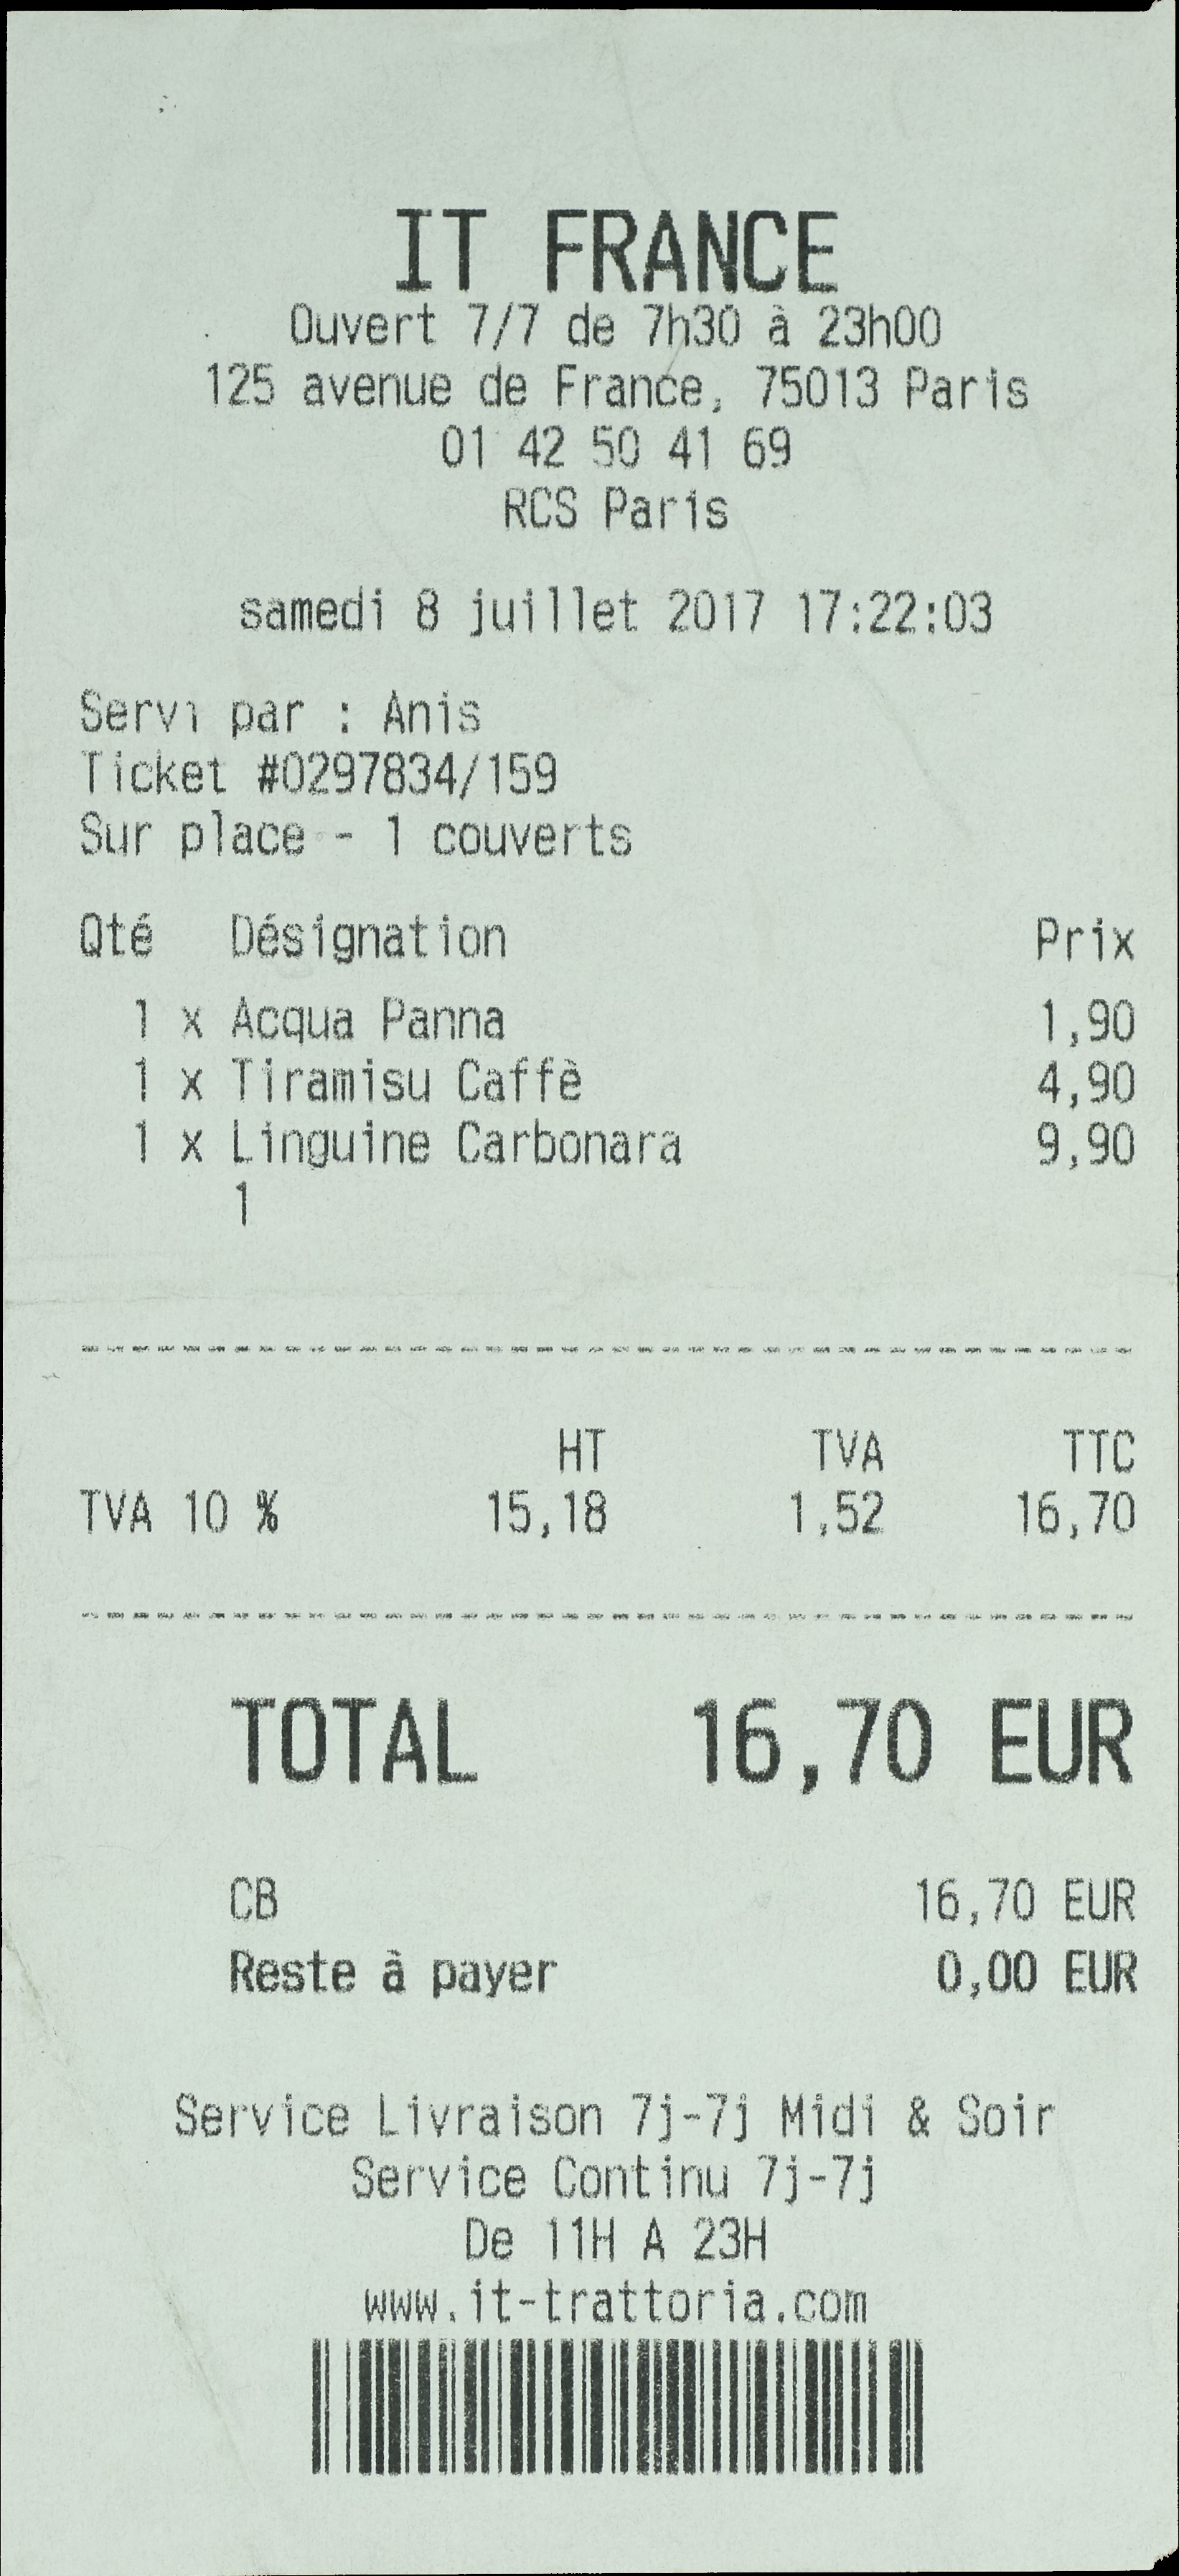 IT FRANCE
Ouvert 7/7 de 7h30 à 23h00
125 avenue de France, 75013 Paris
01 42 50 41 69
RCS Paris
samedi 8 juillet 2017 17:22:03
Servi par : Anis
Ticket #0297834/159
Sur place - 1 couverts
Qté Désignation Prix
1 x Acqua Panna 1,90
1 x Tiramisu Caffè 4,90
1 x Linguine Carbonara 9,90
1
HT TVA TTC
TVA 10 % 15,18 1,52 16,70
TOTAL 16,70 EUR
CB 16,70 EUR
Reste à payer 0,00 EUR
Service Livraison 7j-7j Midi & Soir
Service Continu 7j-7j
De 11H A 23H
www.it-trattoria.com